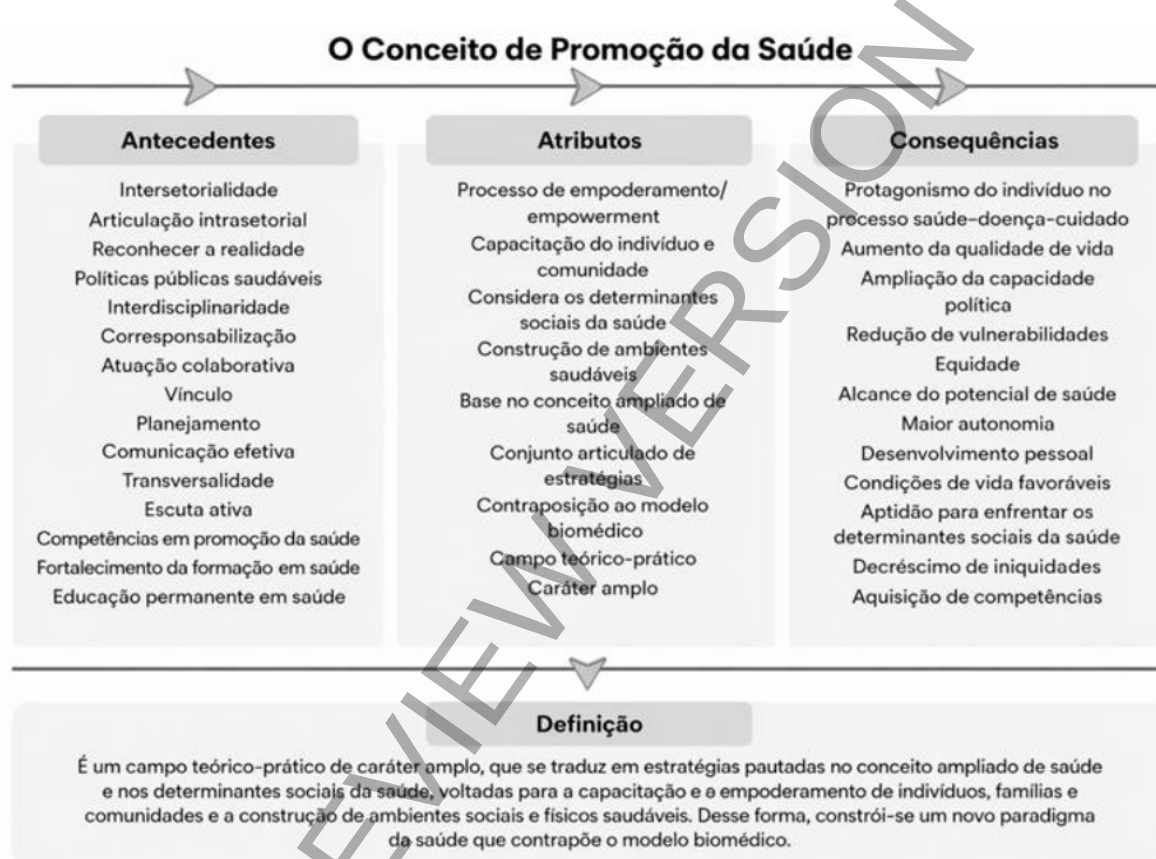 O Conceito de Promoção da Saúde
Antecedentes
Intersetorialidade
Articulação intrasetorial
Reconhecer a realidade
Políticas públicas saudáveis
Interdisciplinaridade
Corresponsabilização
Atuação colaborativa
Vínculo
Planejamento
Comunicação efetiva
Transversalidade
Escuta ativa
Competências em promoção da saúde
Fortalecimento da formação em saúde
Educação permanente em saúde
Atributos
Processo de empoderamento/
empowerment
Capacitação do indivíduo e
comunidade
Considera os determinantes
sociais da saúde
Construção de ambientes
saudáveis
Base no conceito ampliado de
saúde
Conjunto articulado de
estratégias
Contraposição ao modelo
biomédico
Campo teórico-prático
Caráter amplo
Consequências
Protagonismo do indivíduo no
processo saúde-doença-cuidado
Aumento da qualidade de vida
Ampliação da capacidade
política
Redução de vulnerabilidades
Equidade
Alcance do potencial de saúde
Maior autonomia
Desenvolvimento pessoal
Condições de vida favoráveis
Aptidão para enfrentar os
determinantes sociais da saúde
Decréscimo de iniquidades
Aquisição de competências
Definição
É um campo teórico-prático de caráter amplo, que se traduz em estratégias pautadas no conceito ampliado de saúde
e nos determinantes sociais da saúde, voltadas para a capacitação e o empoderamento de indivíduos, famílias e
comunidades e a construção de ambientes sociais e físicos saudáveis. Desse forma, constrói-se um novo paradigma
da saúde que contrapõe o modelo biomédico.
EVIEW VERSION